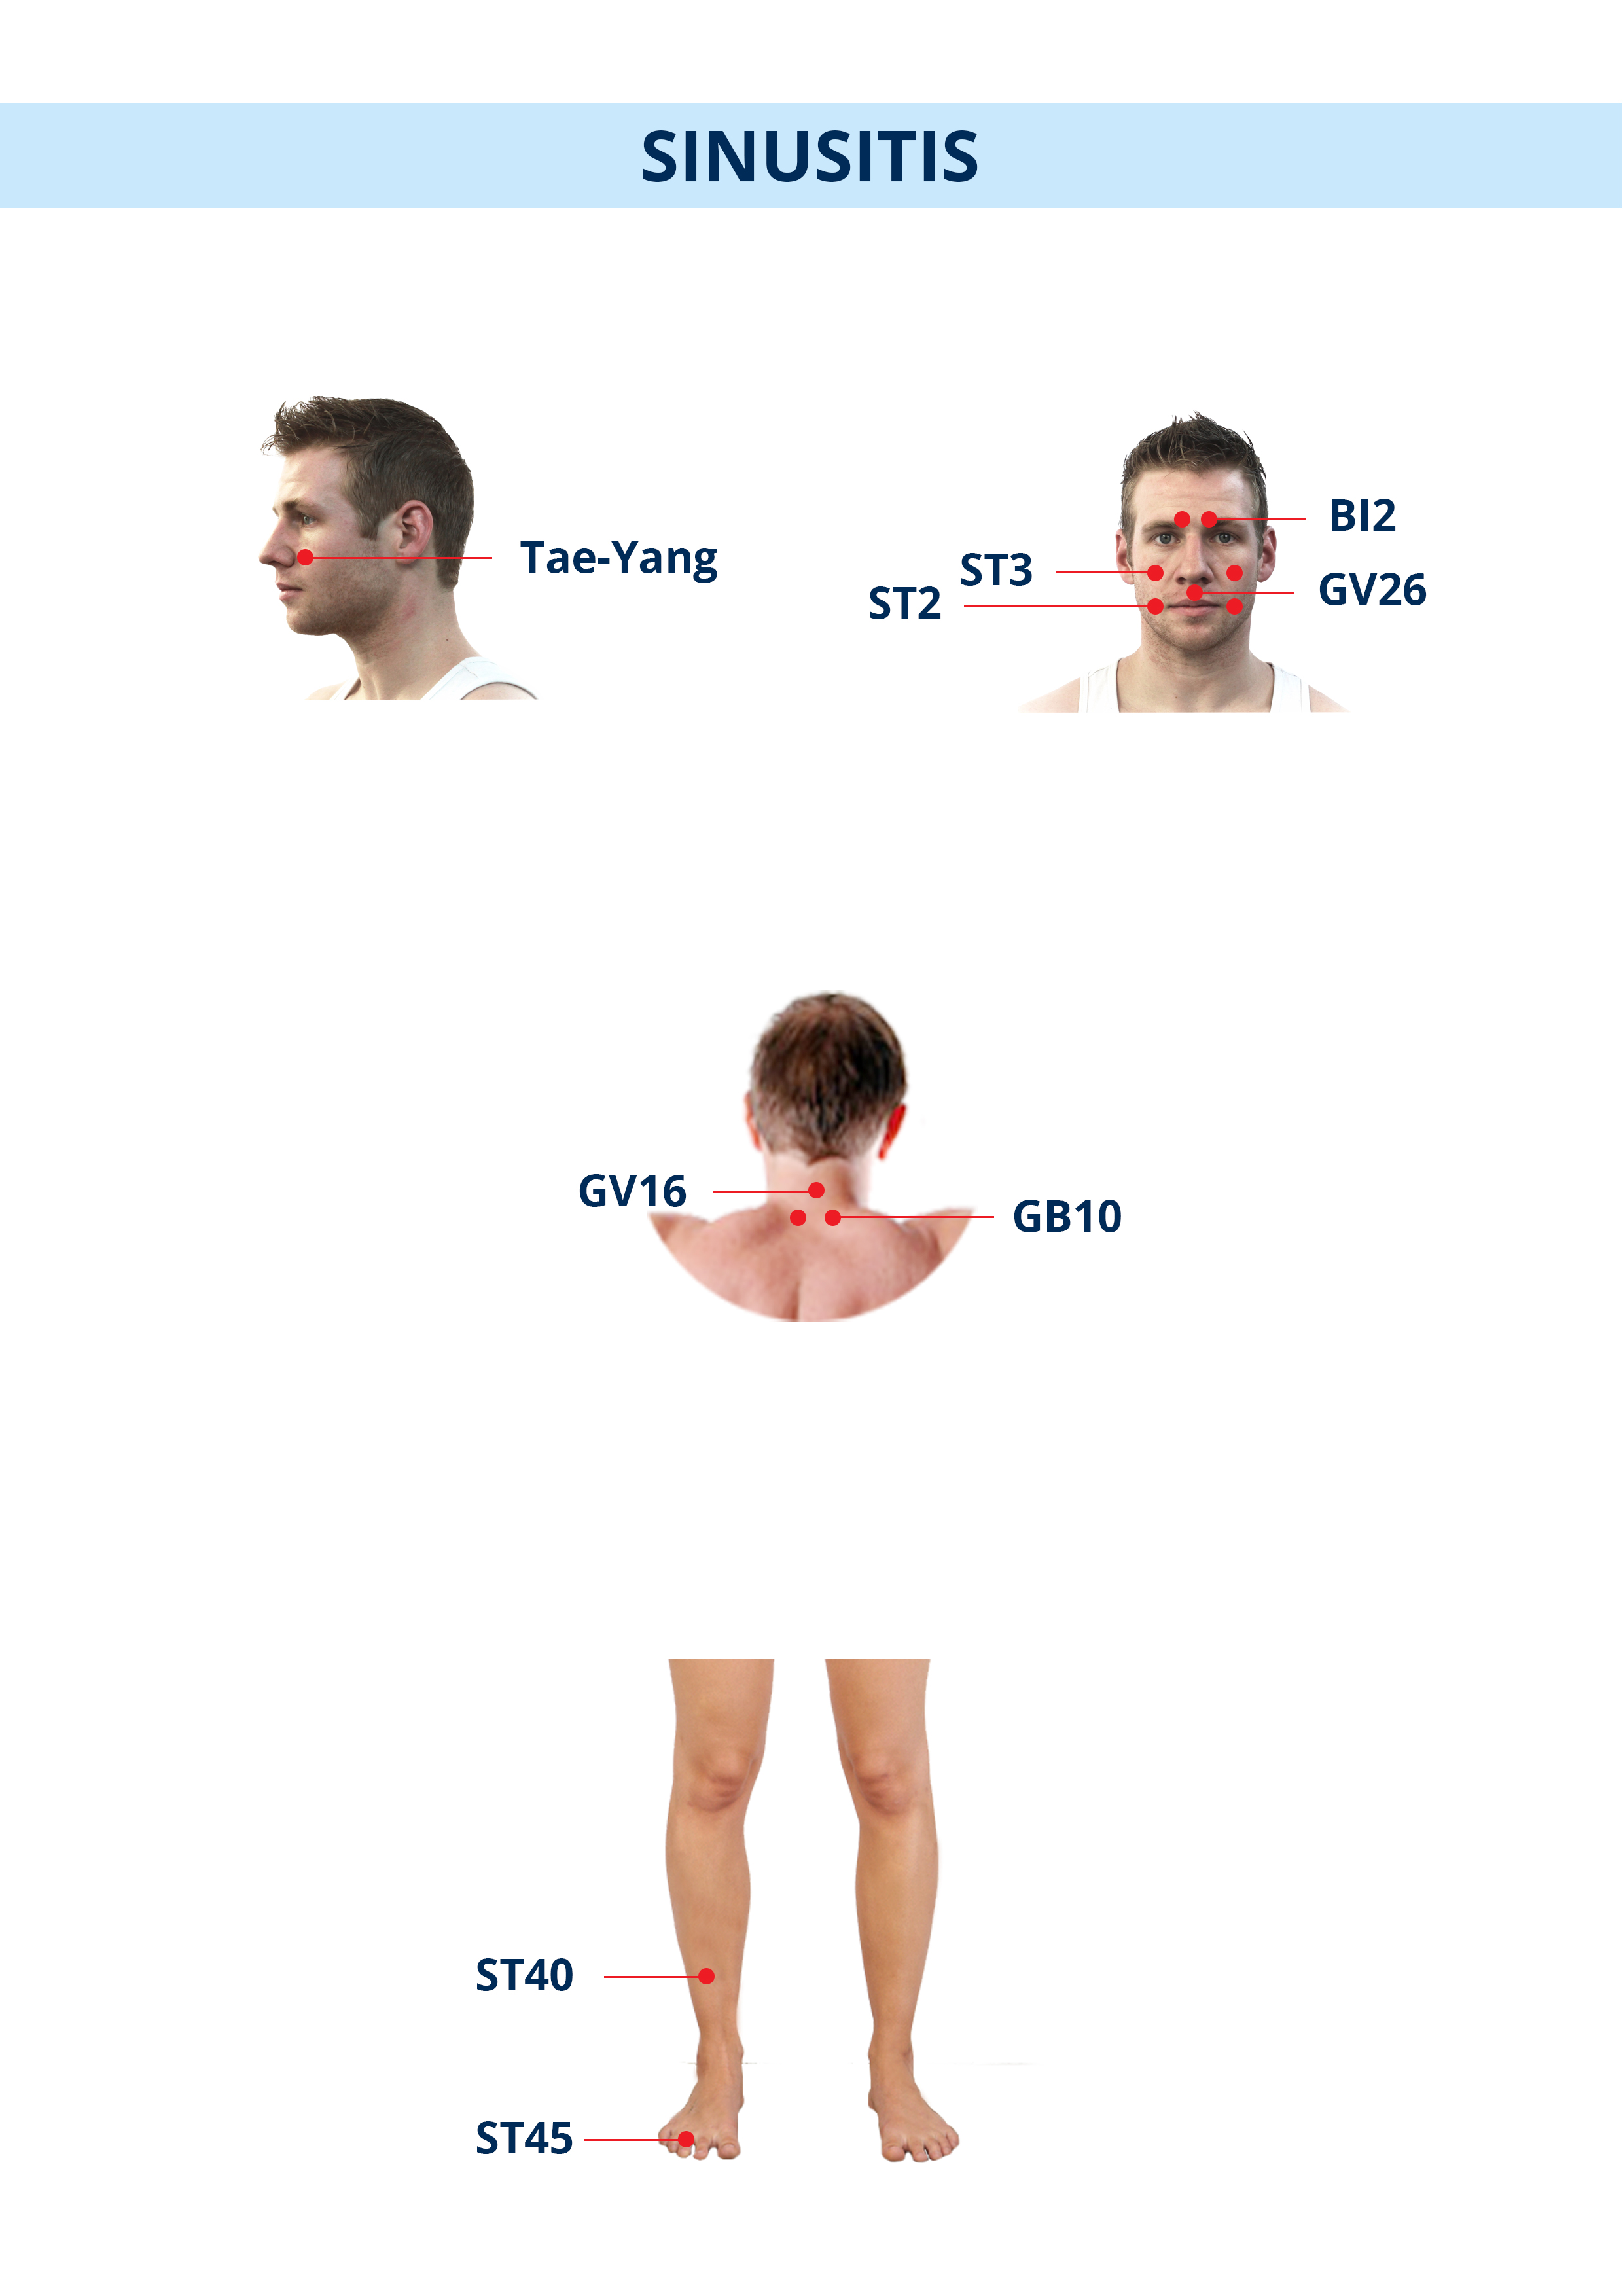 SINUSITIS
Tae-Yang
BI2
ST3
GV26
ST2
GV16
GB10
ST40
ST45